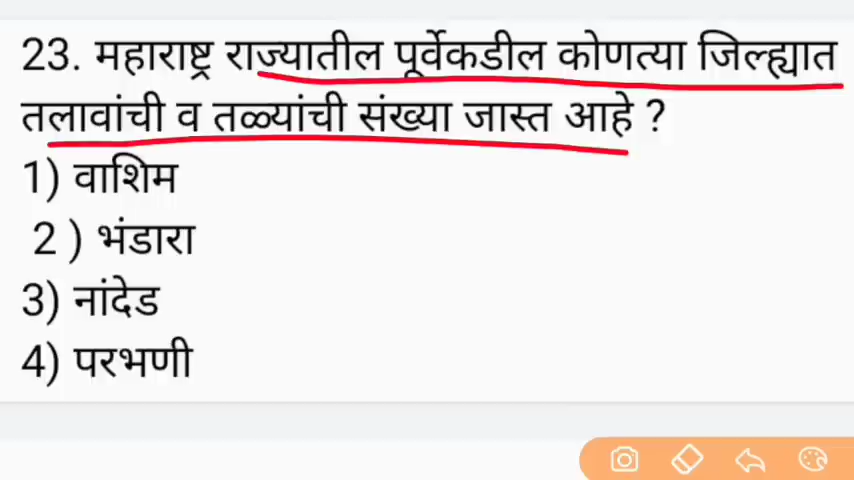 23. महाराष्ट्र राज्यातील पूर्वेकडील कोणत्या जिल्ह्यात
तलावांची व तळ्यांची संख्या जास्त आहे ?
1) वाशिम
2 ) भंडारा
3) नांदेड
4) परभणी